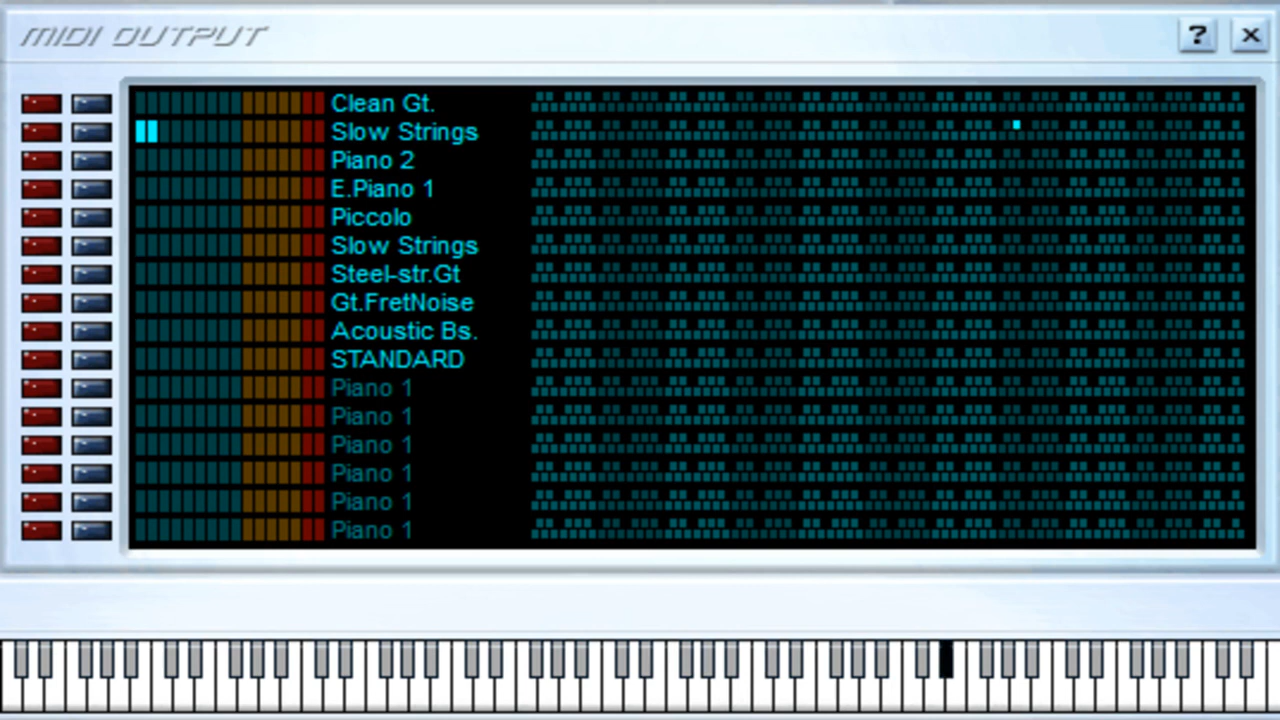 MIDI OUTPUT ? ×
Clean Gt.
Slow Strings
Piano 2
E.Piano 1
Piccolo
Slow Strings
Steel-str.Gt
Gt.FretNoise
Acoustic Bs.
STANDARD
Piano 1
Piano 1
Piano 1
Piano 1
Piano 1
Piano 1